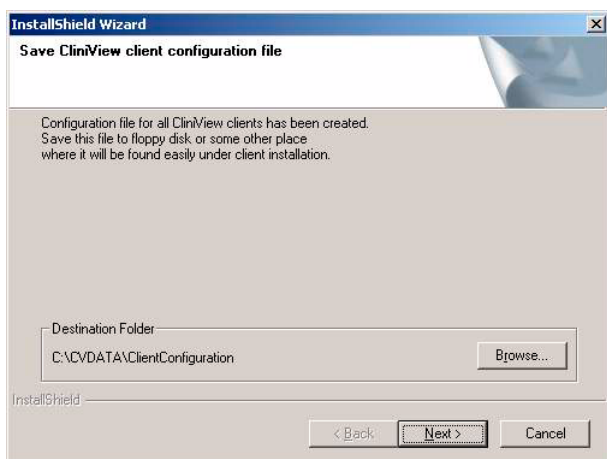 InstallShield Wizard
Save CliniView client configuration file
Configuration file for all CliniView clients has been created.
Save this file to floppy disk or some other place
where it will be found easily under client installation.
Destination Folder
C:\CVDATA\ClientConfiguration
Browse...
InstallShield
< Back
Next >
Cancel